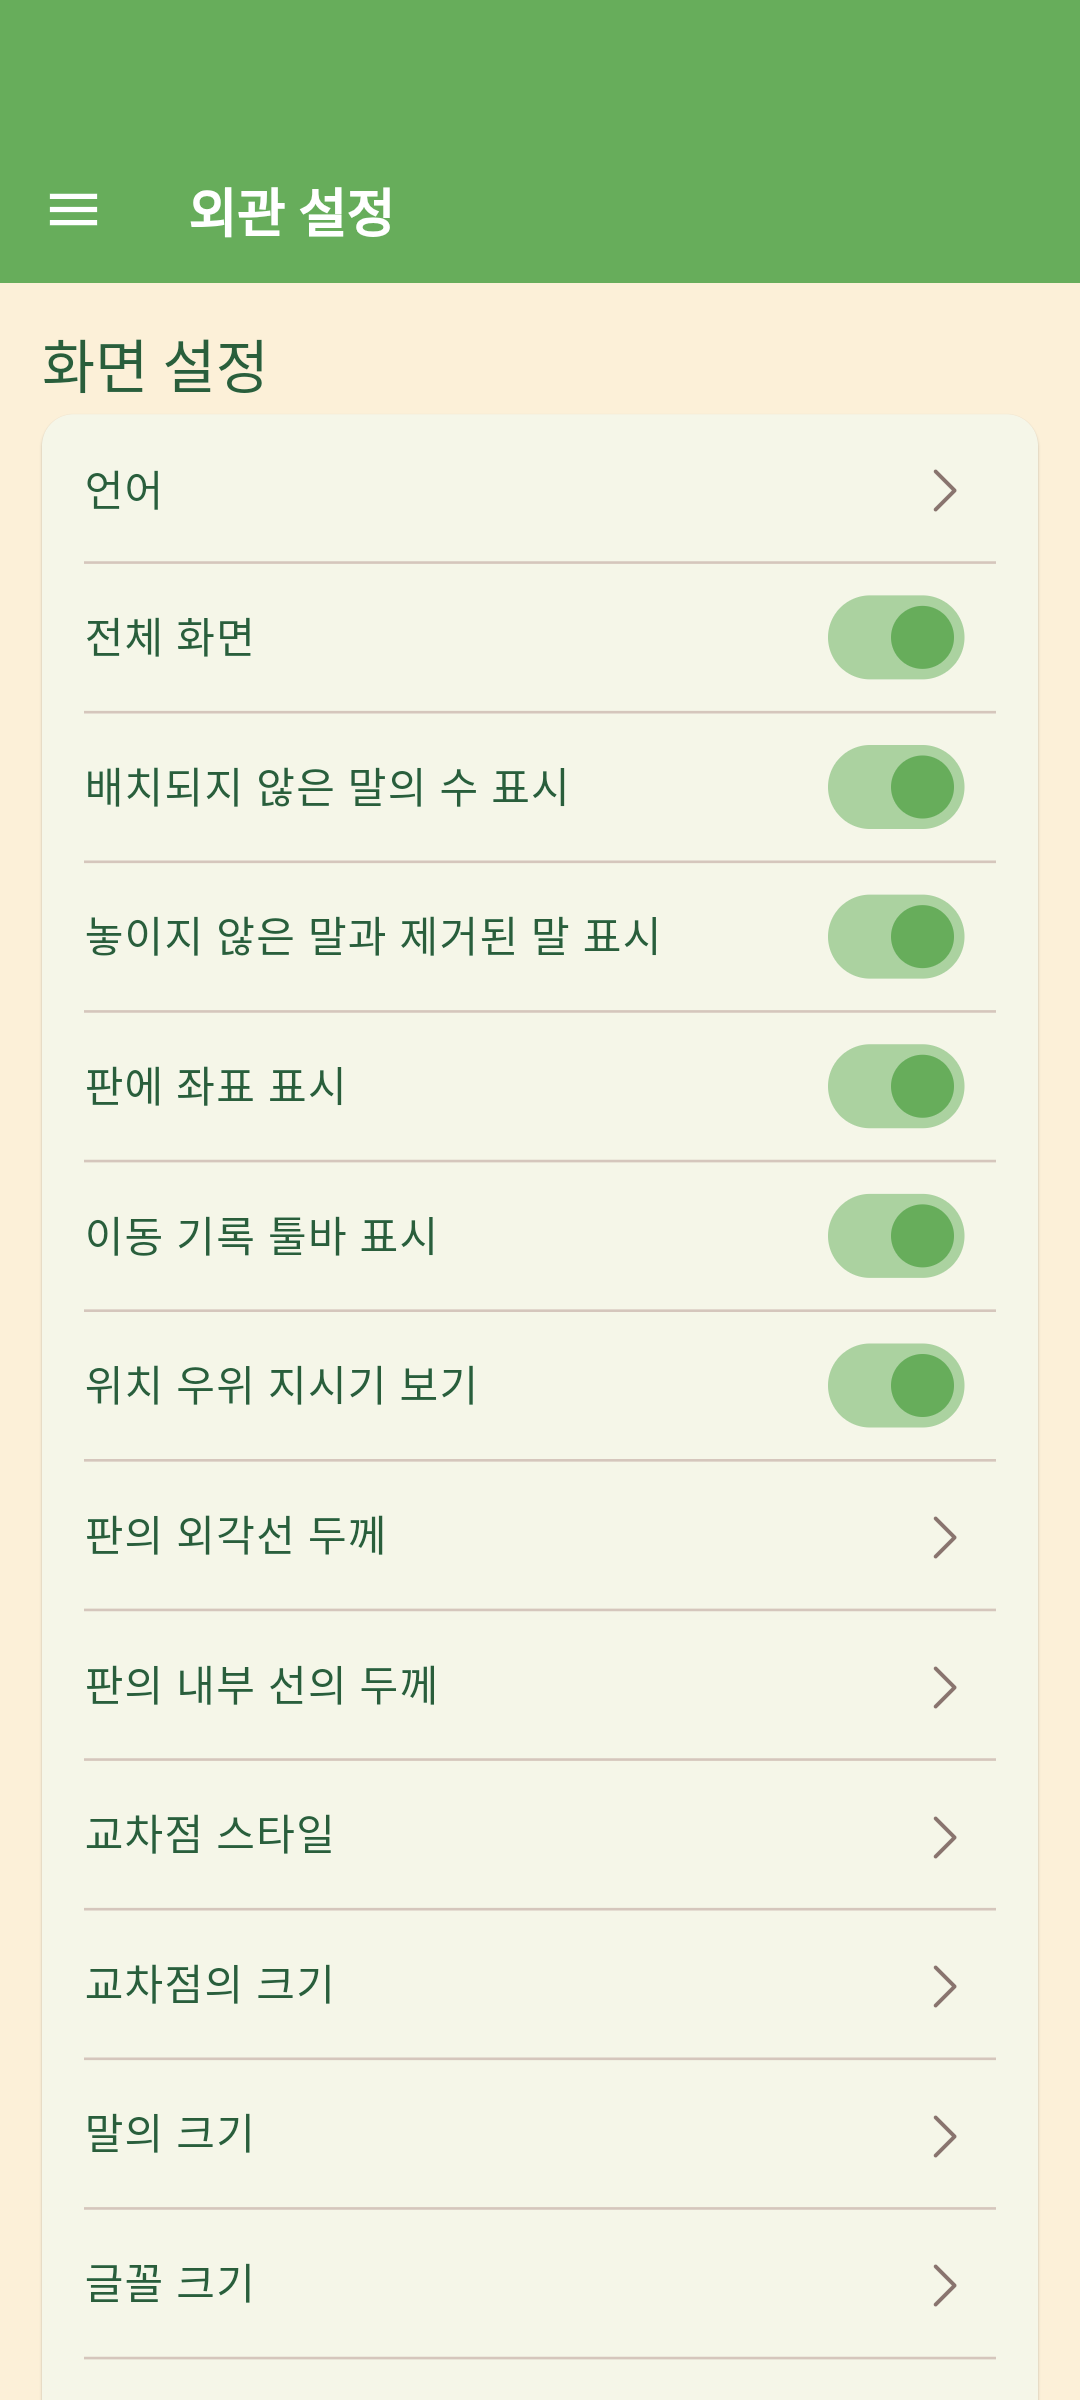 외관 설정
화면 설정
언어
전체 화면
배치되지 않은 말의 수 표시
놓이지 않은 말과 제거된 말 표시
판에 좌표 표시
이동 기록 툴바 표시
위치 우위 지시기 보기
판의 외각선 두께
판의 내부 선의 두께
교차점 스타일
교차점의 크기
말의 크기
글꼴 크기